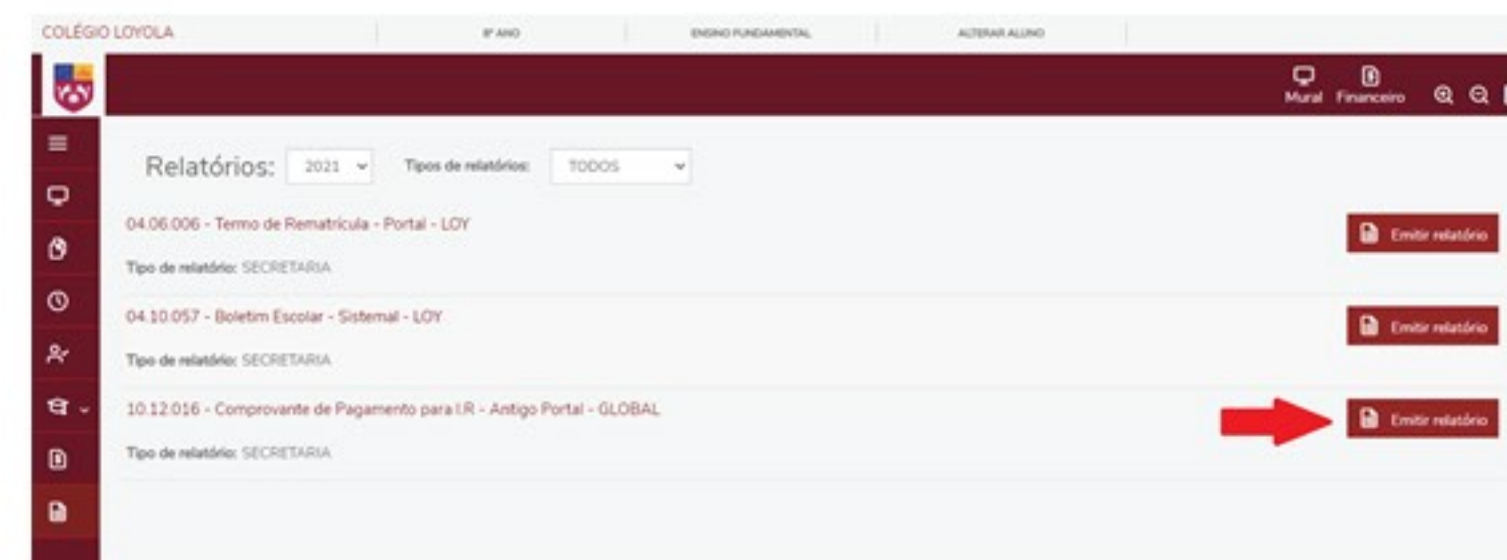 COLÉGIO LOYOLA 8º ANO ENSINO FUNDAMENTAL ALTERAR ALUNO
Mural Financeiro
Relatórios: 2021 Tipos de relatórios: TODOS
04.06.006 - Termo de Rematrícula - Portal - LOY
Emitir relatório
Tipo de relatório: SECRETARIA
04.10.057 - Boletim Escolar - Sistemal - LOY
Emitir relatório
Tipo de relatório: SECRETARIA
10.12.016 - Comprovante de Pagamento para I.R - Antigo Portal - GLOBAL
Emitir relatório
Tipo de relatório: SECRETARIA